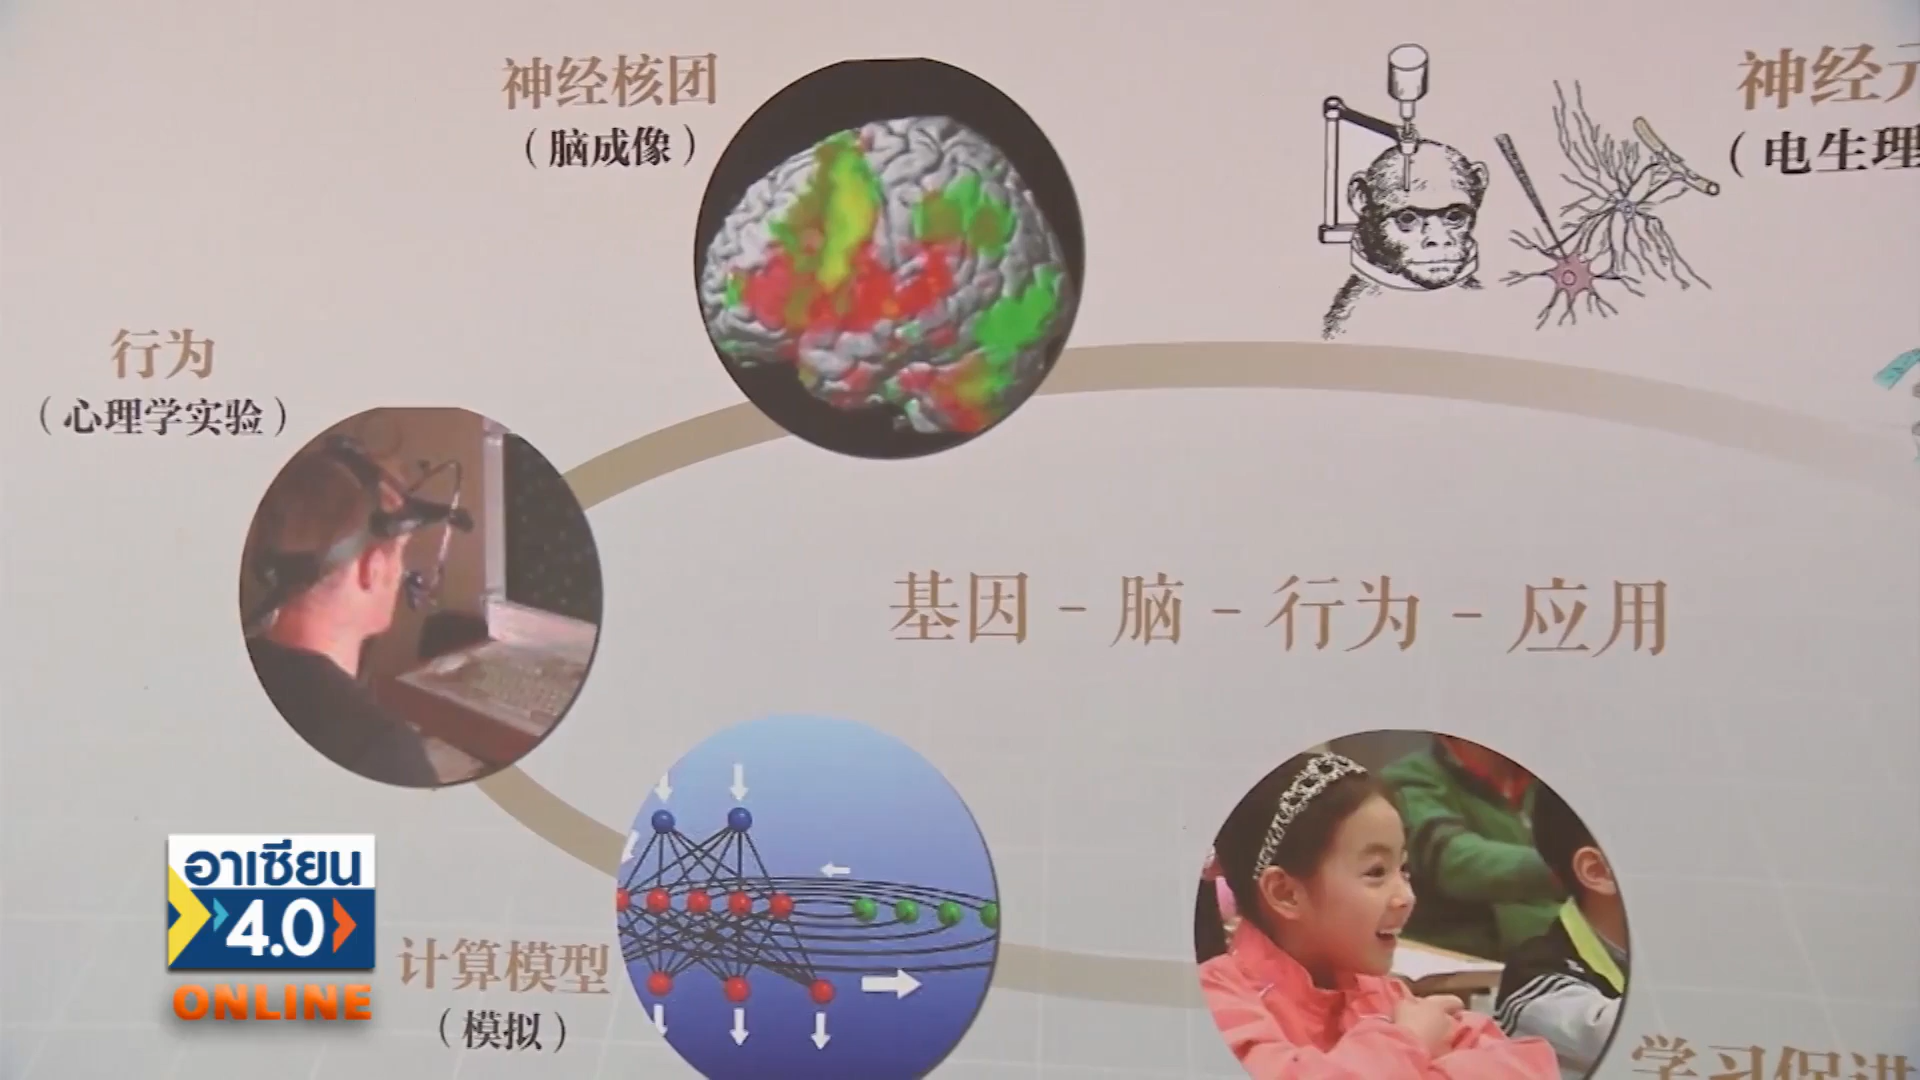 神经核团
（脑成像）
神经元
（电生理
行为
（心理学实验）
基因-脑-行为-应用
อาเซียน
4.0
ONLINE
计算模型
（模拟）
学习促进